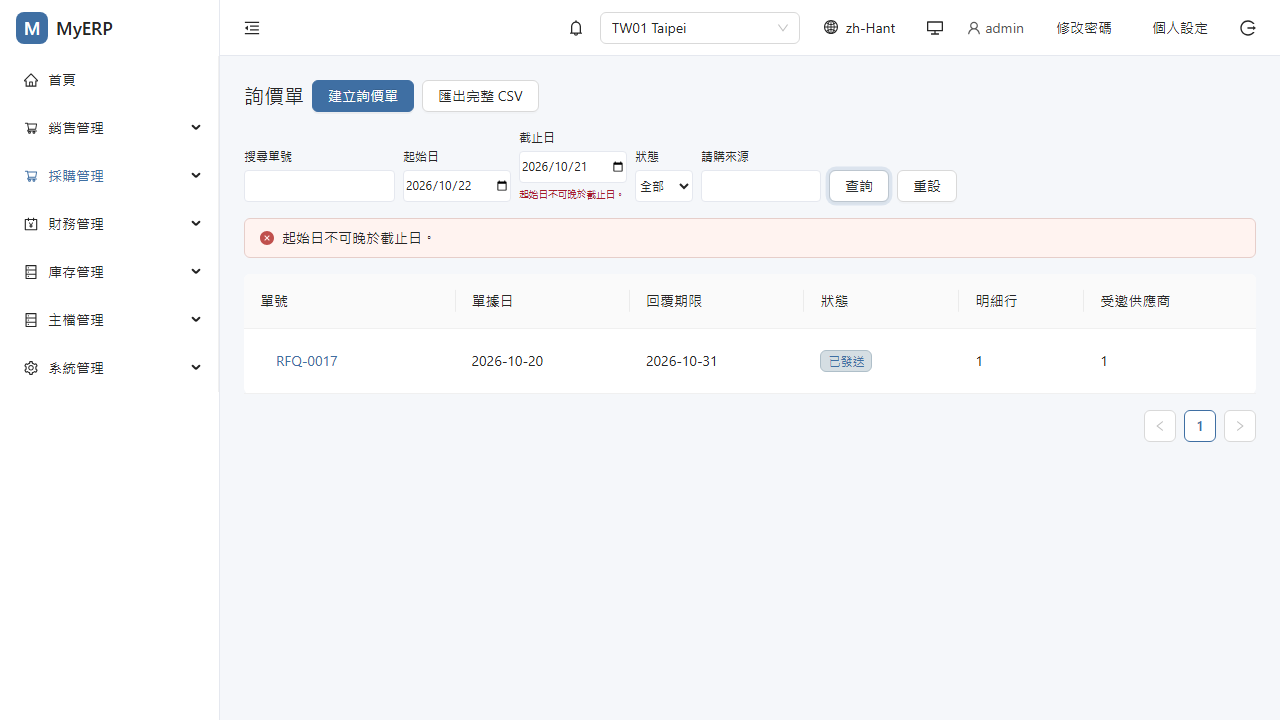 M MyERP
TW01 Taipei
zh-Hant
admin
修改密碼
個人設定
首頁
銷售管理
採購管理
財務管理
庫存管理
主檔管理
系統管理
詢價單
建立詢價單
匯出完整 CSV
搜尋單號
起始日
2026/10/22
截止日
2026/10/21
起始日不可晚於截止日。
狀態
全部
請購來源
查詢
重設
起始日不可晚於截止日。
單號 單據日 回覆期限 狀態 明細行 受邀供應商
RFQ-0017 2026-10-20 2026-10-31 已發送 1 1
1